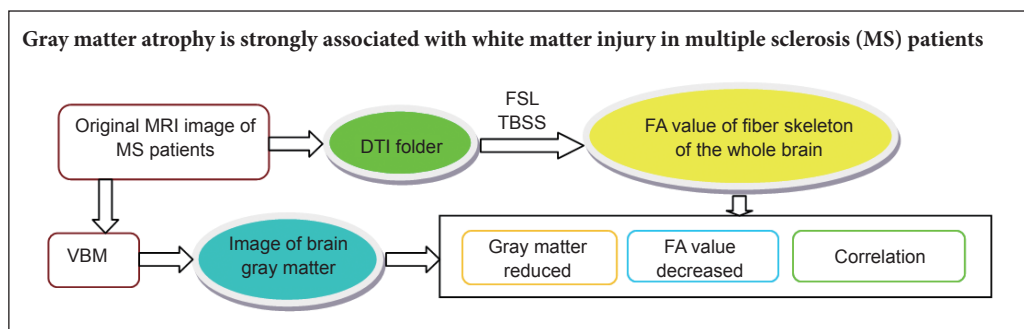 Gray matter atrophy is strongly associated with white matter injury in multiple sclerosis (MS) patients
Original MRI image of
MS patients
DTI folder
FSL
TBSS
FA value of fiber skeleton
of the whole brain
VBM
Image of brain
gray matter
Gray matter
reduced
FA value
decreased
Correlation